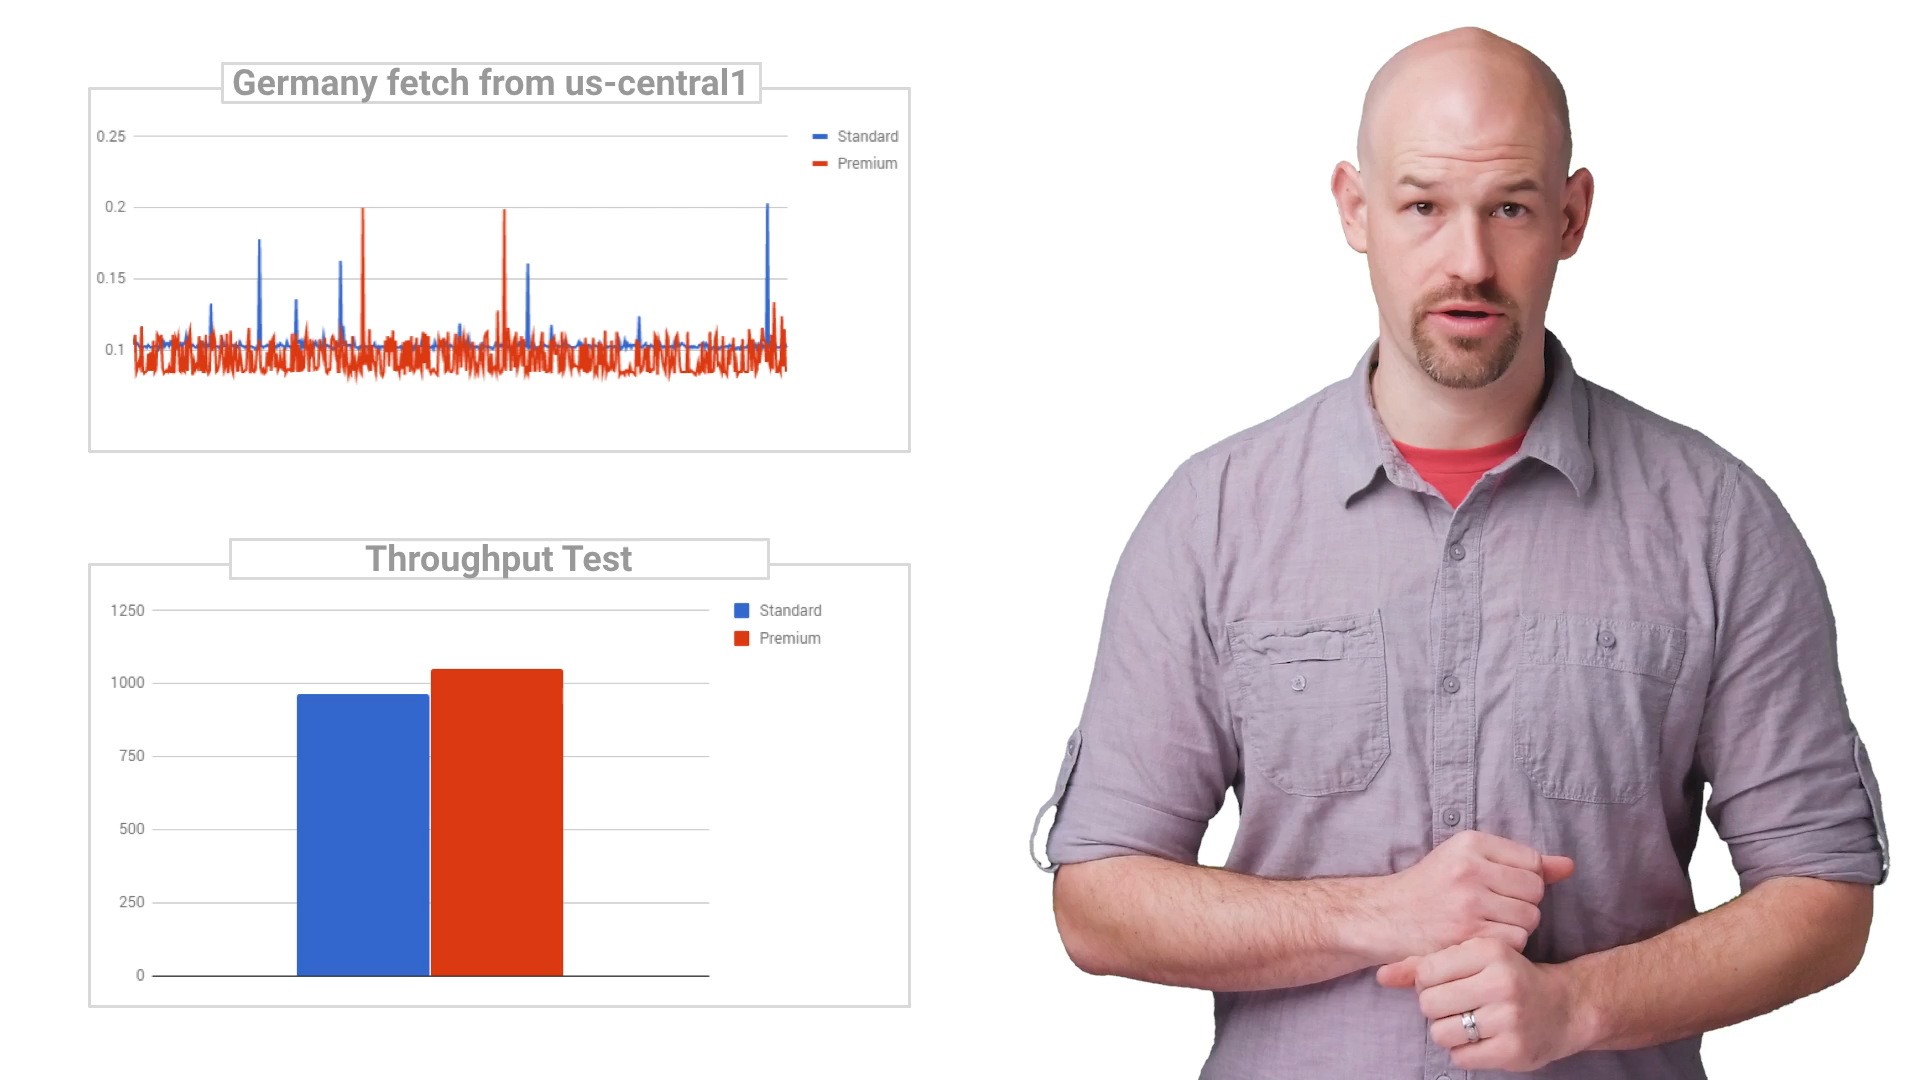 Germany fetch from us-central1
0.25
0.2
0.15
0.1
Standard
Premium
Throughput Test
1250
1000
750
500
250
0
Standard
Premium